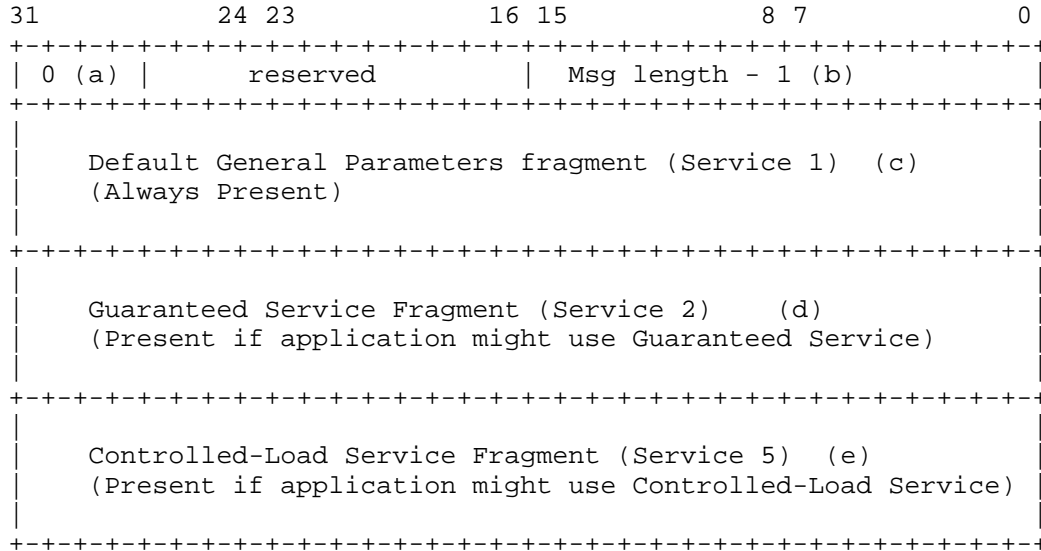 31           24 23           16 15            8 7             0
+-+-+-+-+-+-+-+-+-+-+-+-+-+-+-+-+-+-+-+-+-+-+-+-+-+-+-+-+-+-+-+-+
| 0 (a) |    reserved         |  Msg length - 1 (b)              |
+-+-+-+-+-+-+-+-+-+-+-+-+-+-+-+-+-+-+-+-+-+-+-+-+-+-+-+-+-+-+-+-+
|                                                               |
|    Default General Parameters fragment (Service 1)  (c)       |
|    (Always Present)                                           |
|                                                               |
+-+-+-+-+-+-+-+-+-+-+-+-+-+-+-+-+-+-+-+-+-+-+-+-+-+-+-+-+-+-+-+-+
|                                                               |
|    Guaranteed Service Fragment (Service 2)    (d)             |
|    (Present if application might use Guaranteed Service)      |
|                                                               |
+-+-+-+-+-+-+-+-+-+-+-+-+-+-+-+-+-+-+-+-+-+-+-+-+-+-+-+-+-+-+-+-+
|                                                               |
|    Controlled-Load Service Fragment (Service 5)  (e)          |
|    (Present if application might use Controlled-Load Service) |
|                                                               |
+-+-+-+-+-+-+-+-+-+-+-+-+-+-+-+-+-+-+-+-+-+-+-+-+-+-+-+-+-+-+-+-+